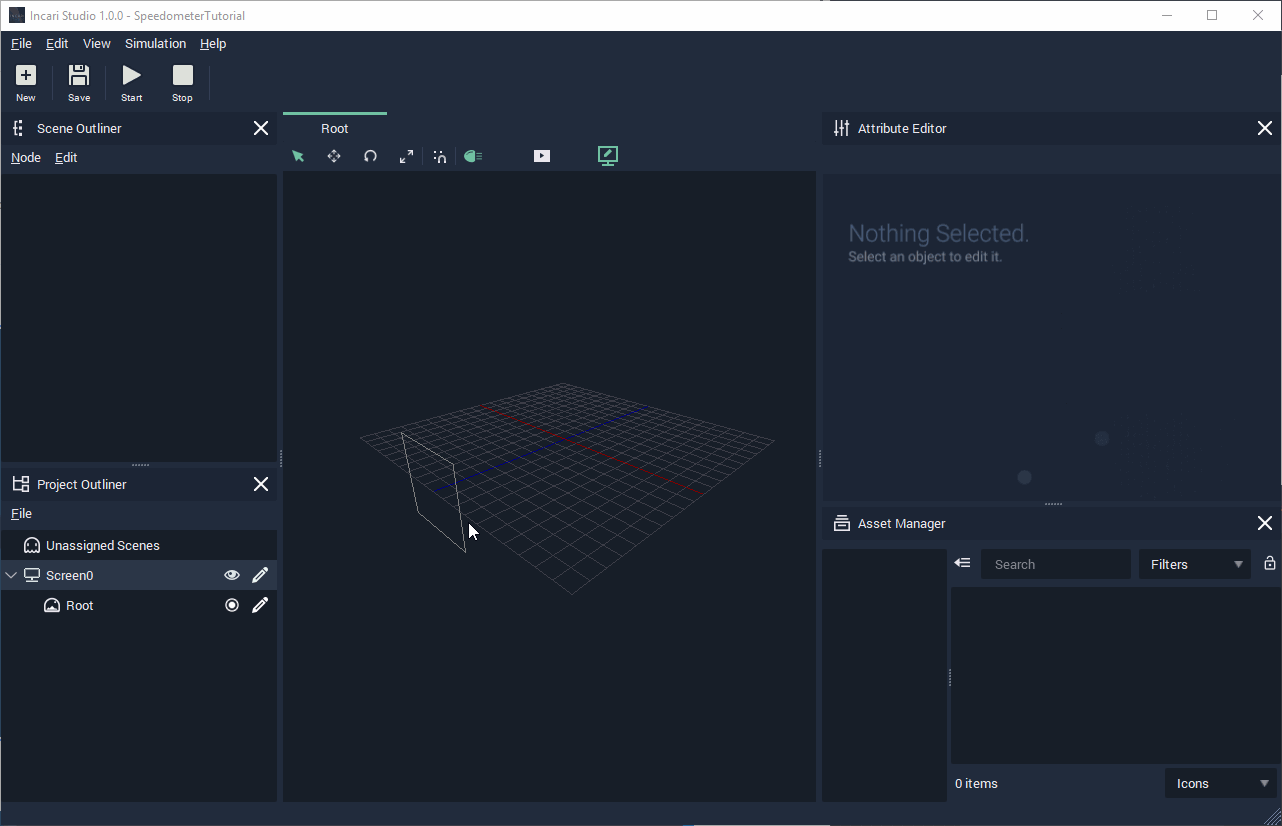 Incari Studio 1.0.0 - SpeedometerTutorial
File Edit View Simulation Help
New Save Start Stop
Scene Outliner
Node Edit
Root
Attribute Editor
Nothing Selected.
Select an object to edit it.
Project Outliner
File
Unassigned Scenes
Screen0
Root
Asset Manager
Search Filters
0 items Icons